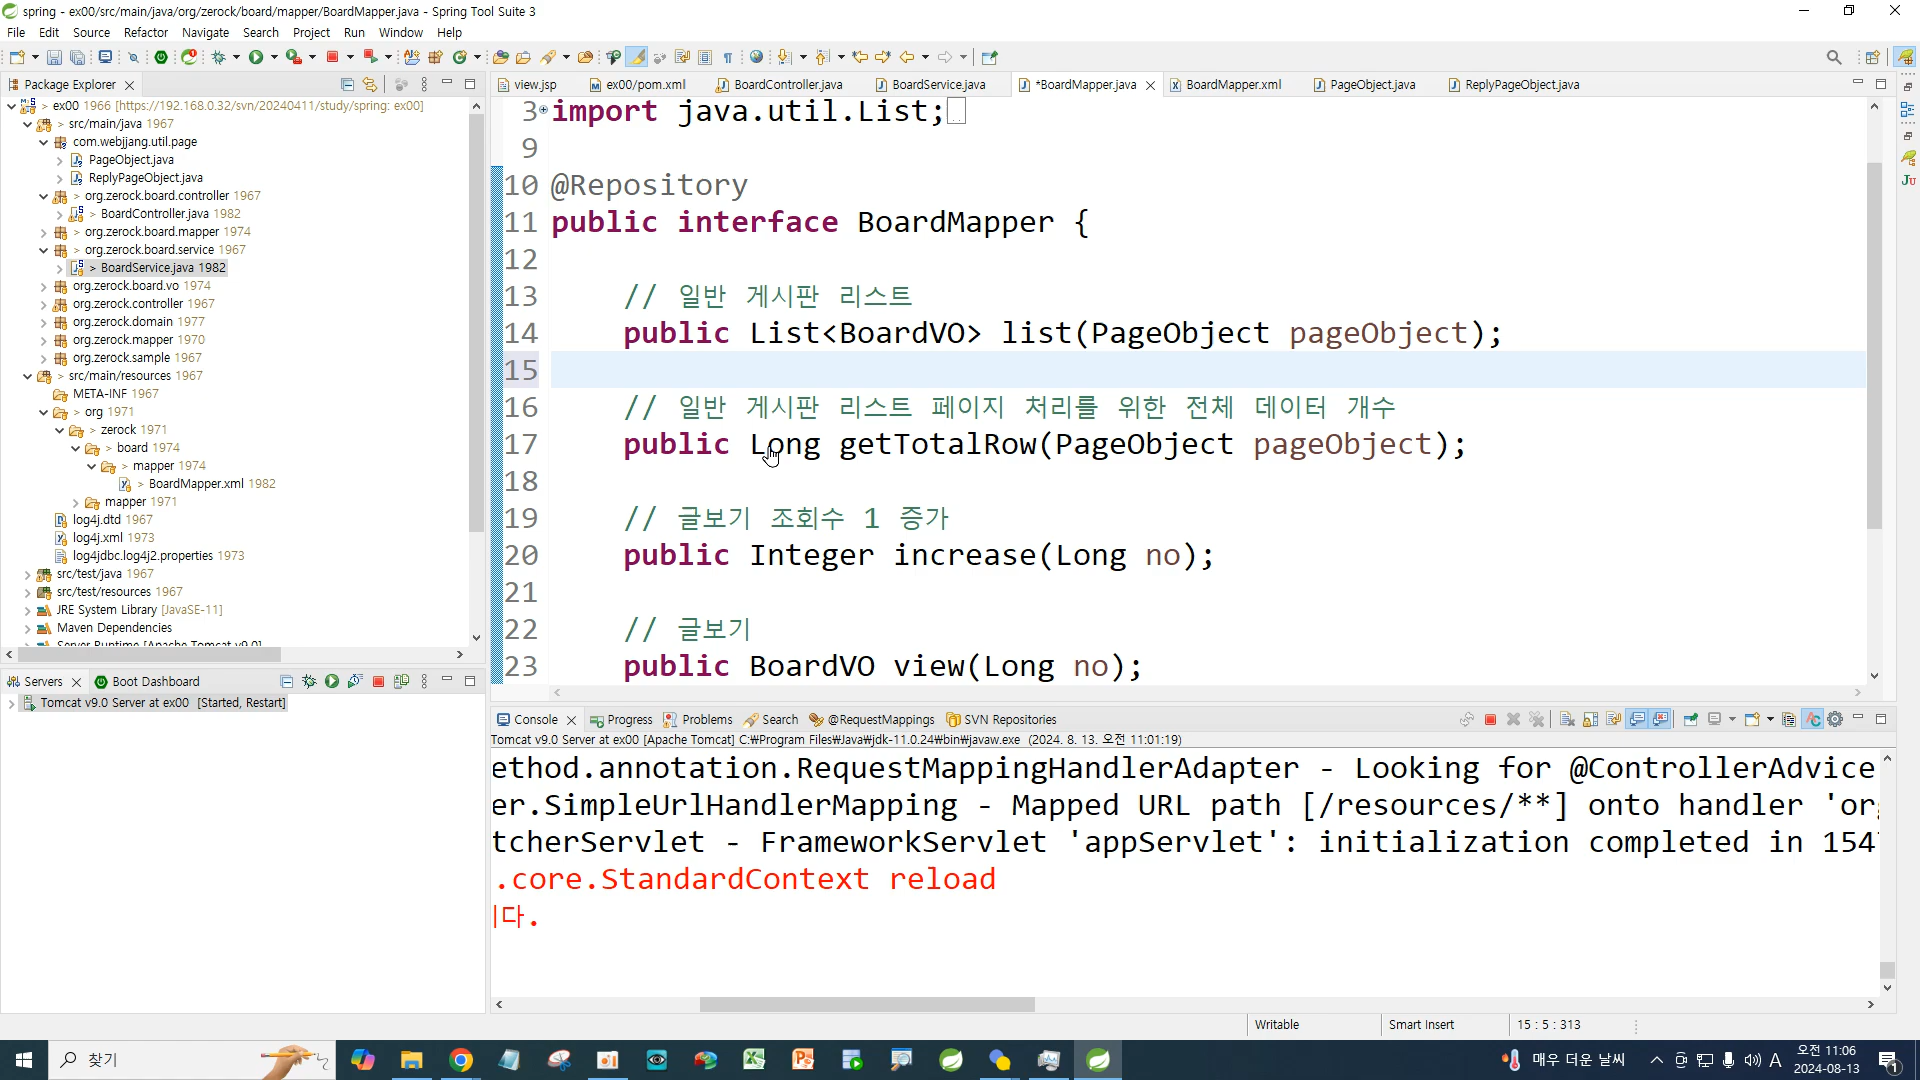 spring - ex00/src/main/java/org/zerock/board/mapper/BoardMapper.java - Spring Tool Suite 3
File Edit Source Refactor Navigate Search Project Run Window Help
Package Explorer
view.jsp ex00/pom.xml BoardController.java BoardService.java *BoardMapper.java BoardMapper.xml PageObject.java ReplyPageObject.java
> ex00 1966 [https://192.168.0.32/svn/20240411/study/spring: ex00]
> src/main/java 1967
com.webjjang.util.page
PageObject.java
ReplyPageObject.java
> org.zerock.board.controller 1967
> BoardController.java 1982
> org.zerock.board.mapper 1974
> org.zerock.board.service 1967
> BoardService.java 1982
org.zerock.board.vo 1974
org.zerock.controller 1967
org.zerock.domain 1977
org.zerock.mapper 1970
org.zerock.sample 1967
> src/main/resources 1967
META-INF 1967
> org 1971
> zerock 1971
> board 1974
> mapper 1974
> BoardMapper.xml 1982
mapper 1971
log4j.dtd 1967
log4j.xml 1973
log4jdbc.log4j2.properties 1973
src/test/java 1967
src/test/resources 1967
JRE System Library [JavaSE-11]
Maven Dependencies
Server Runtime [Apache Tomcat v9.0]
3 import java.util.List;
9
10 @Repository
11 public interface BoardMapper {
12
13 // 일반 게시판 리스트
14 public List<BoardVO> list(PageObject pageObject);
15
16 // 일반 게시판 리스트 페이지 처리를 위한 전체 데이터 개수
17 public Long getTotalRow(PageObject pageObject);
18
19 // 글보기 조회수 1 증가
20 public Integer increase(Long no);
21
22 // 글보기
23 public BoardVO view(Long no);
Servers Boot Dashboard
Tomcat v9.0 Server at ex00 [Started, Restart]
Console Progress Problems Search @RequestMappings SVN Repositories
Tomcat v9.0 Server at ex00 [Apache Tomcat] C:₩Program Files₩Java₩jdk-11.0.24₩bin₩javaw.exe (2024. 8. 13. 오전 11:01:19)
ethod.annotation.RequestMappingHandlerAdapter - Looking for @ControllerAdvice
er.SimpleUrlHandlerMapping - Mapped URL path [/resources/**] onto handler 'or
tcherServlet - FrameworkServlet 'appServlet': initialization completed in 154
.core.StandardContext reload
다.
Writable Smart Insert 15 : 5 : 313
찾기
매우 더운 날씨 A 오전 11:06
2024-08-13
1